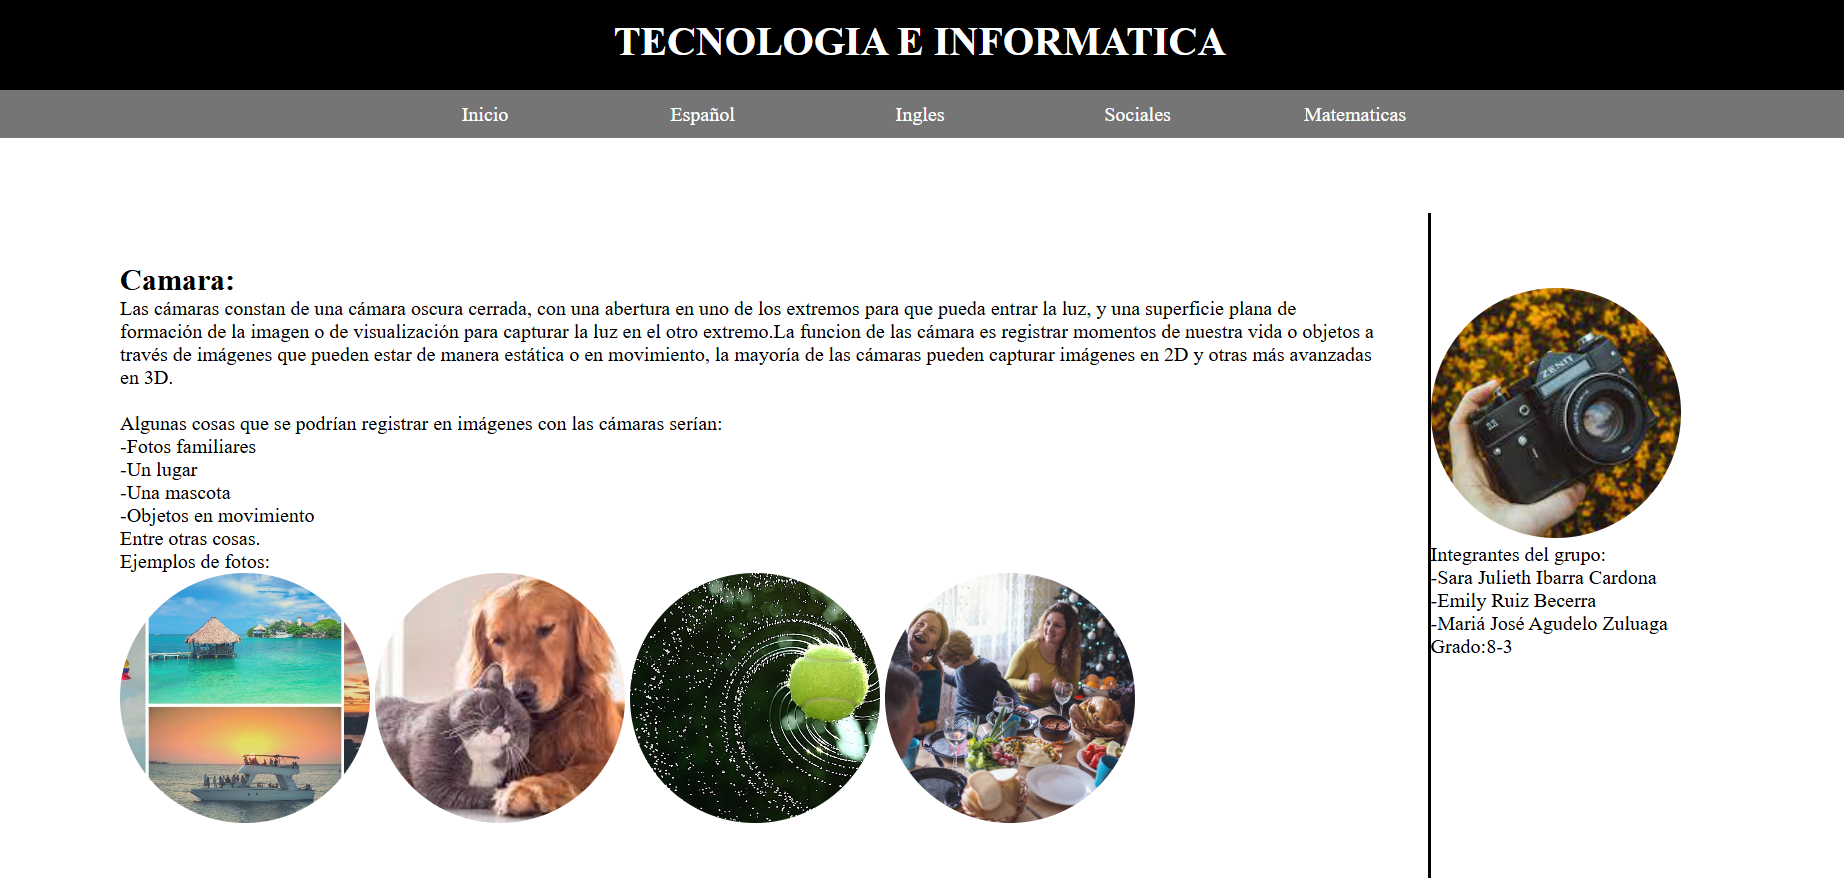 TECNOLOGIA E INFORMATICA
Inicio
Español
Ingles
Sociales
Matematicas
Camara:
Las cámaras constan de una cámara oscura cerrada, con una abertura en uno de los extremos para que pueda entrar la luz, y una superficie plana de
formación de la imagen o de visualización para capturar la luz en el otro extremo.La funcion de las cámara es registrar momentos de nuestra vida o objetos a
través de imágenes que pueden estar de manera estática o en movimiento, la mayoría de las cámaras pueden capturar imágenes en 2D y otras más avanzadas
en 3D.
Algunas cosas que se podrían registrar en imágenes con las cámaras serían:
-Fotos familiares
-Un lugar
-Una mascota
-Objetos en movimiento
Entre otras cosas.
Ejemplos de fotos:
ZENIT
Integrantes del grupo:
-Sara Julieth Ibarra Cardona
-Emily Ruiz Becerra
-Mariá José Agudelo Zuluaga
Grado:8-3